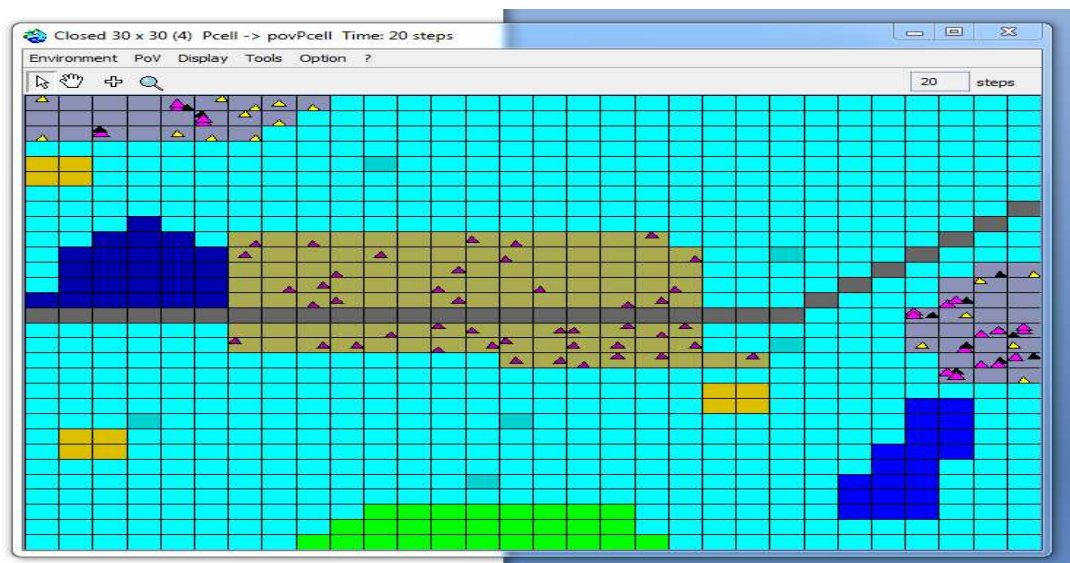 Closed 30 x 30 (4) Pcell -> povPcell Time: 20 steps
Environment PoV Display Tools Option ?
20 steps